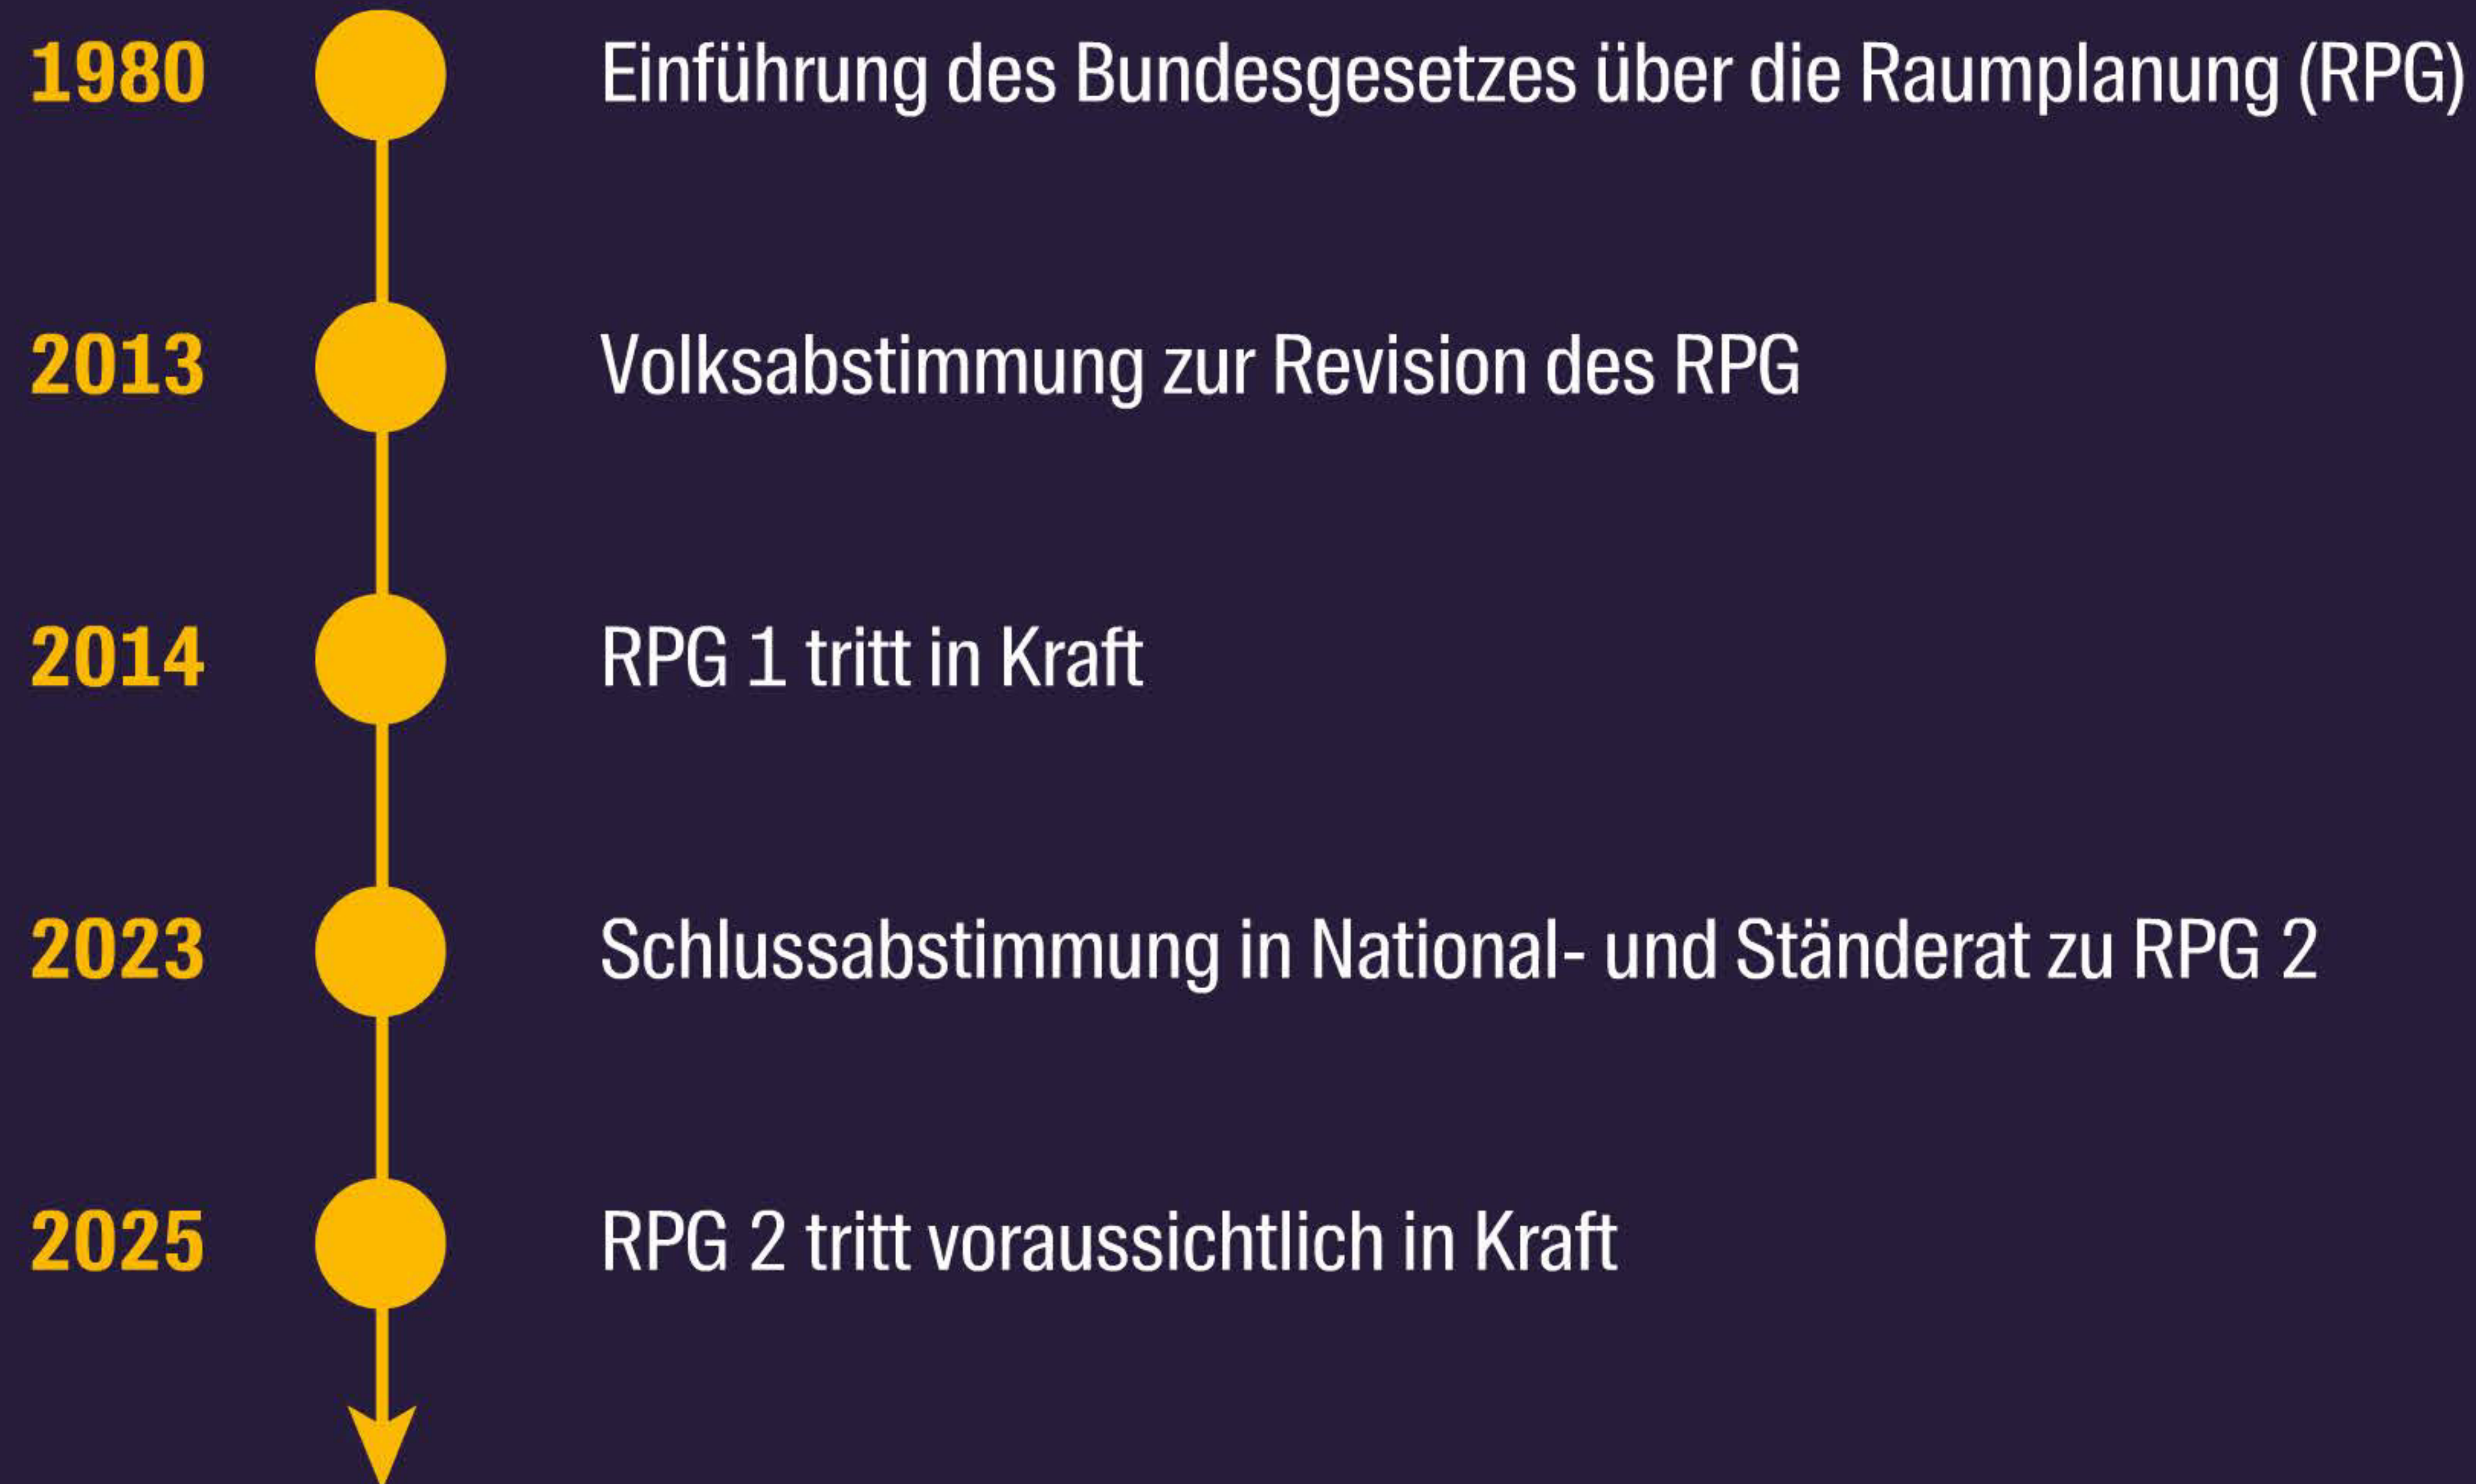 1980 Einführung des Bundesgesetzes über die Raumplanung (RPG)
2013 Volksabstimmung zur Revision des RPG
2014 RPG 1 tritt in Kraft
2023 Schlussabstimmung in National- und Ständerat zu RPG 2
2025 RPG 2 tritt voraussichtlich in Kraft